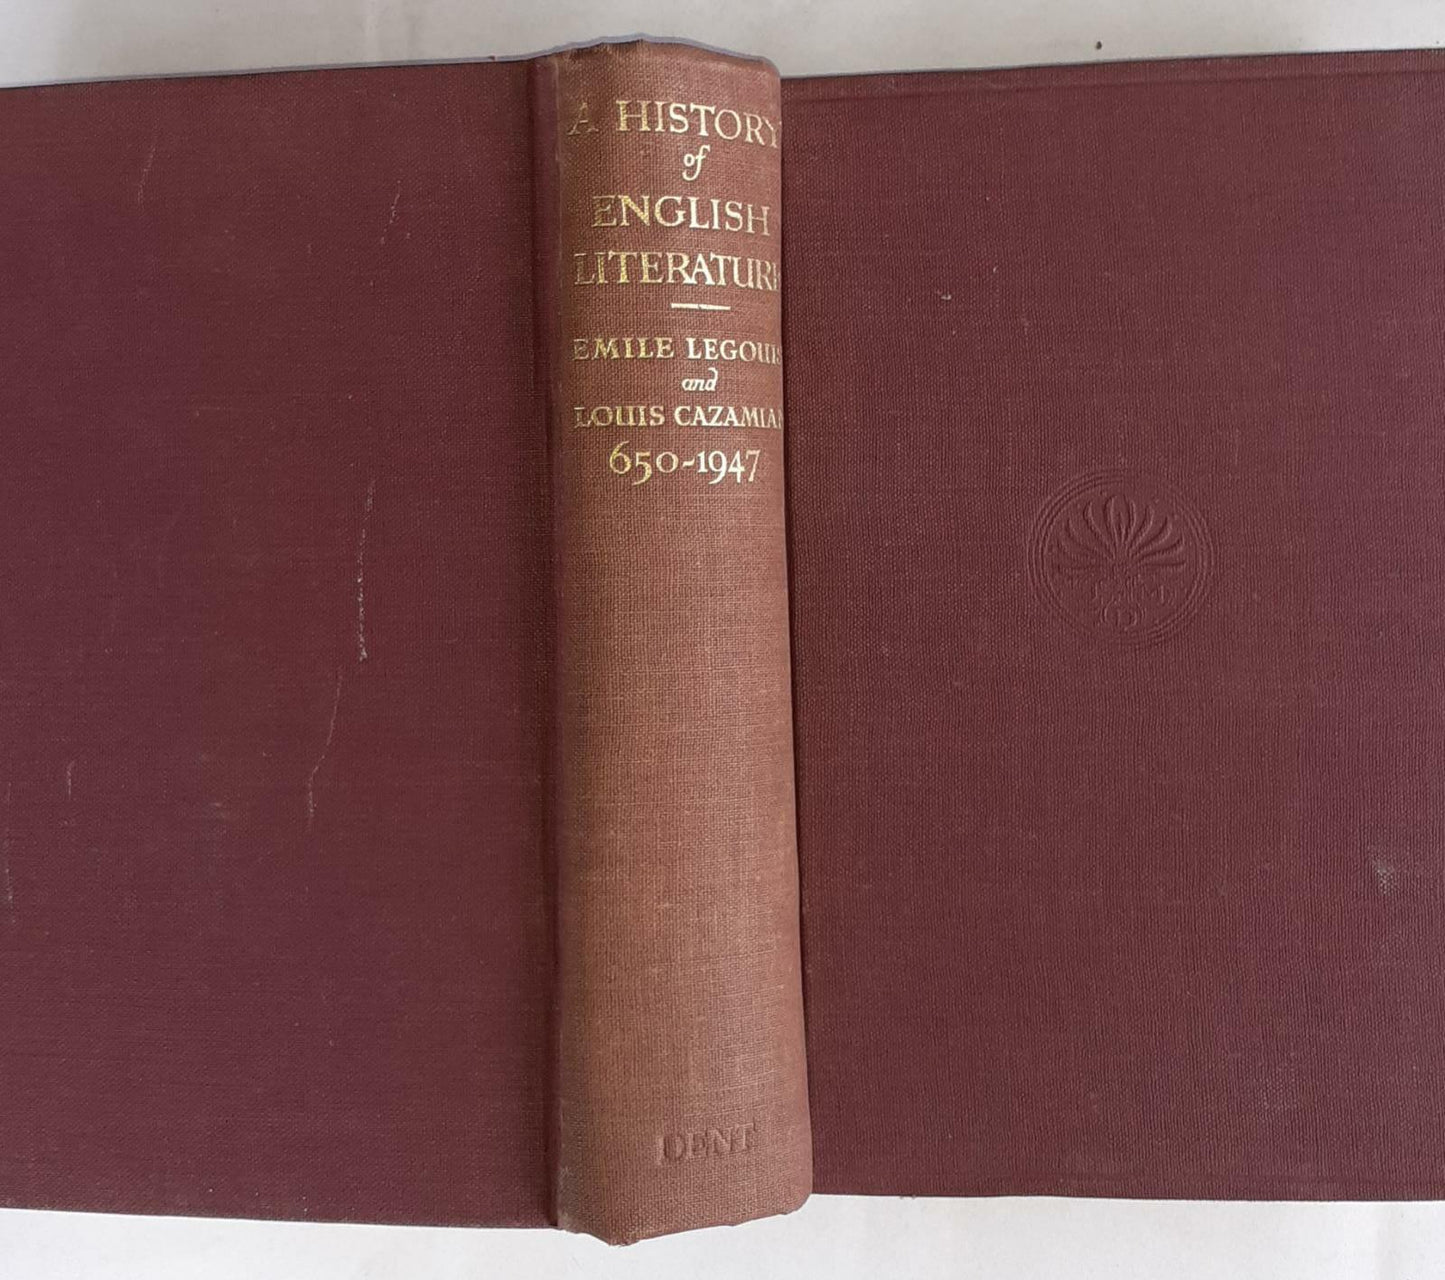 A HISTORY
of
ENGLISH
LITERATURE
EMILE LEGOUIS
and
LOUIS CAZAMIAN
650-1947
DENT